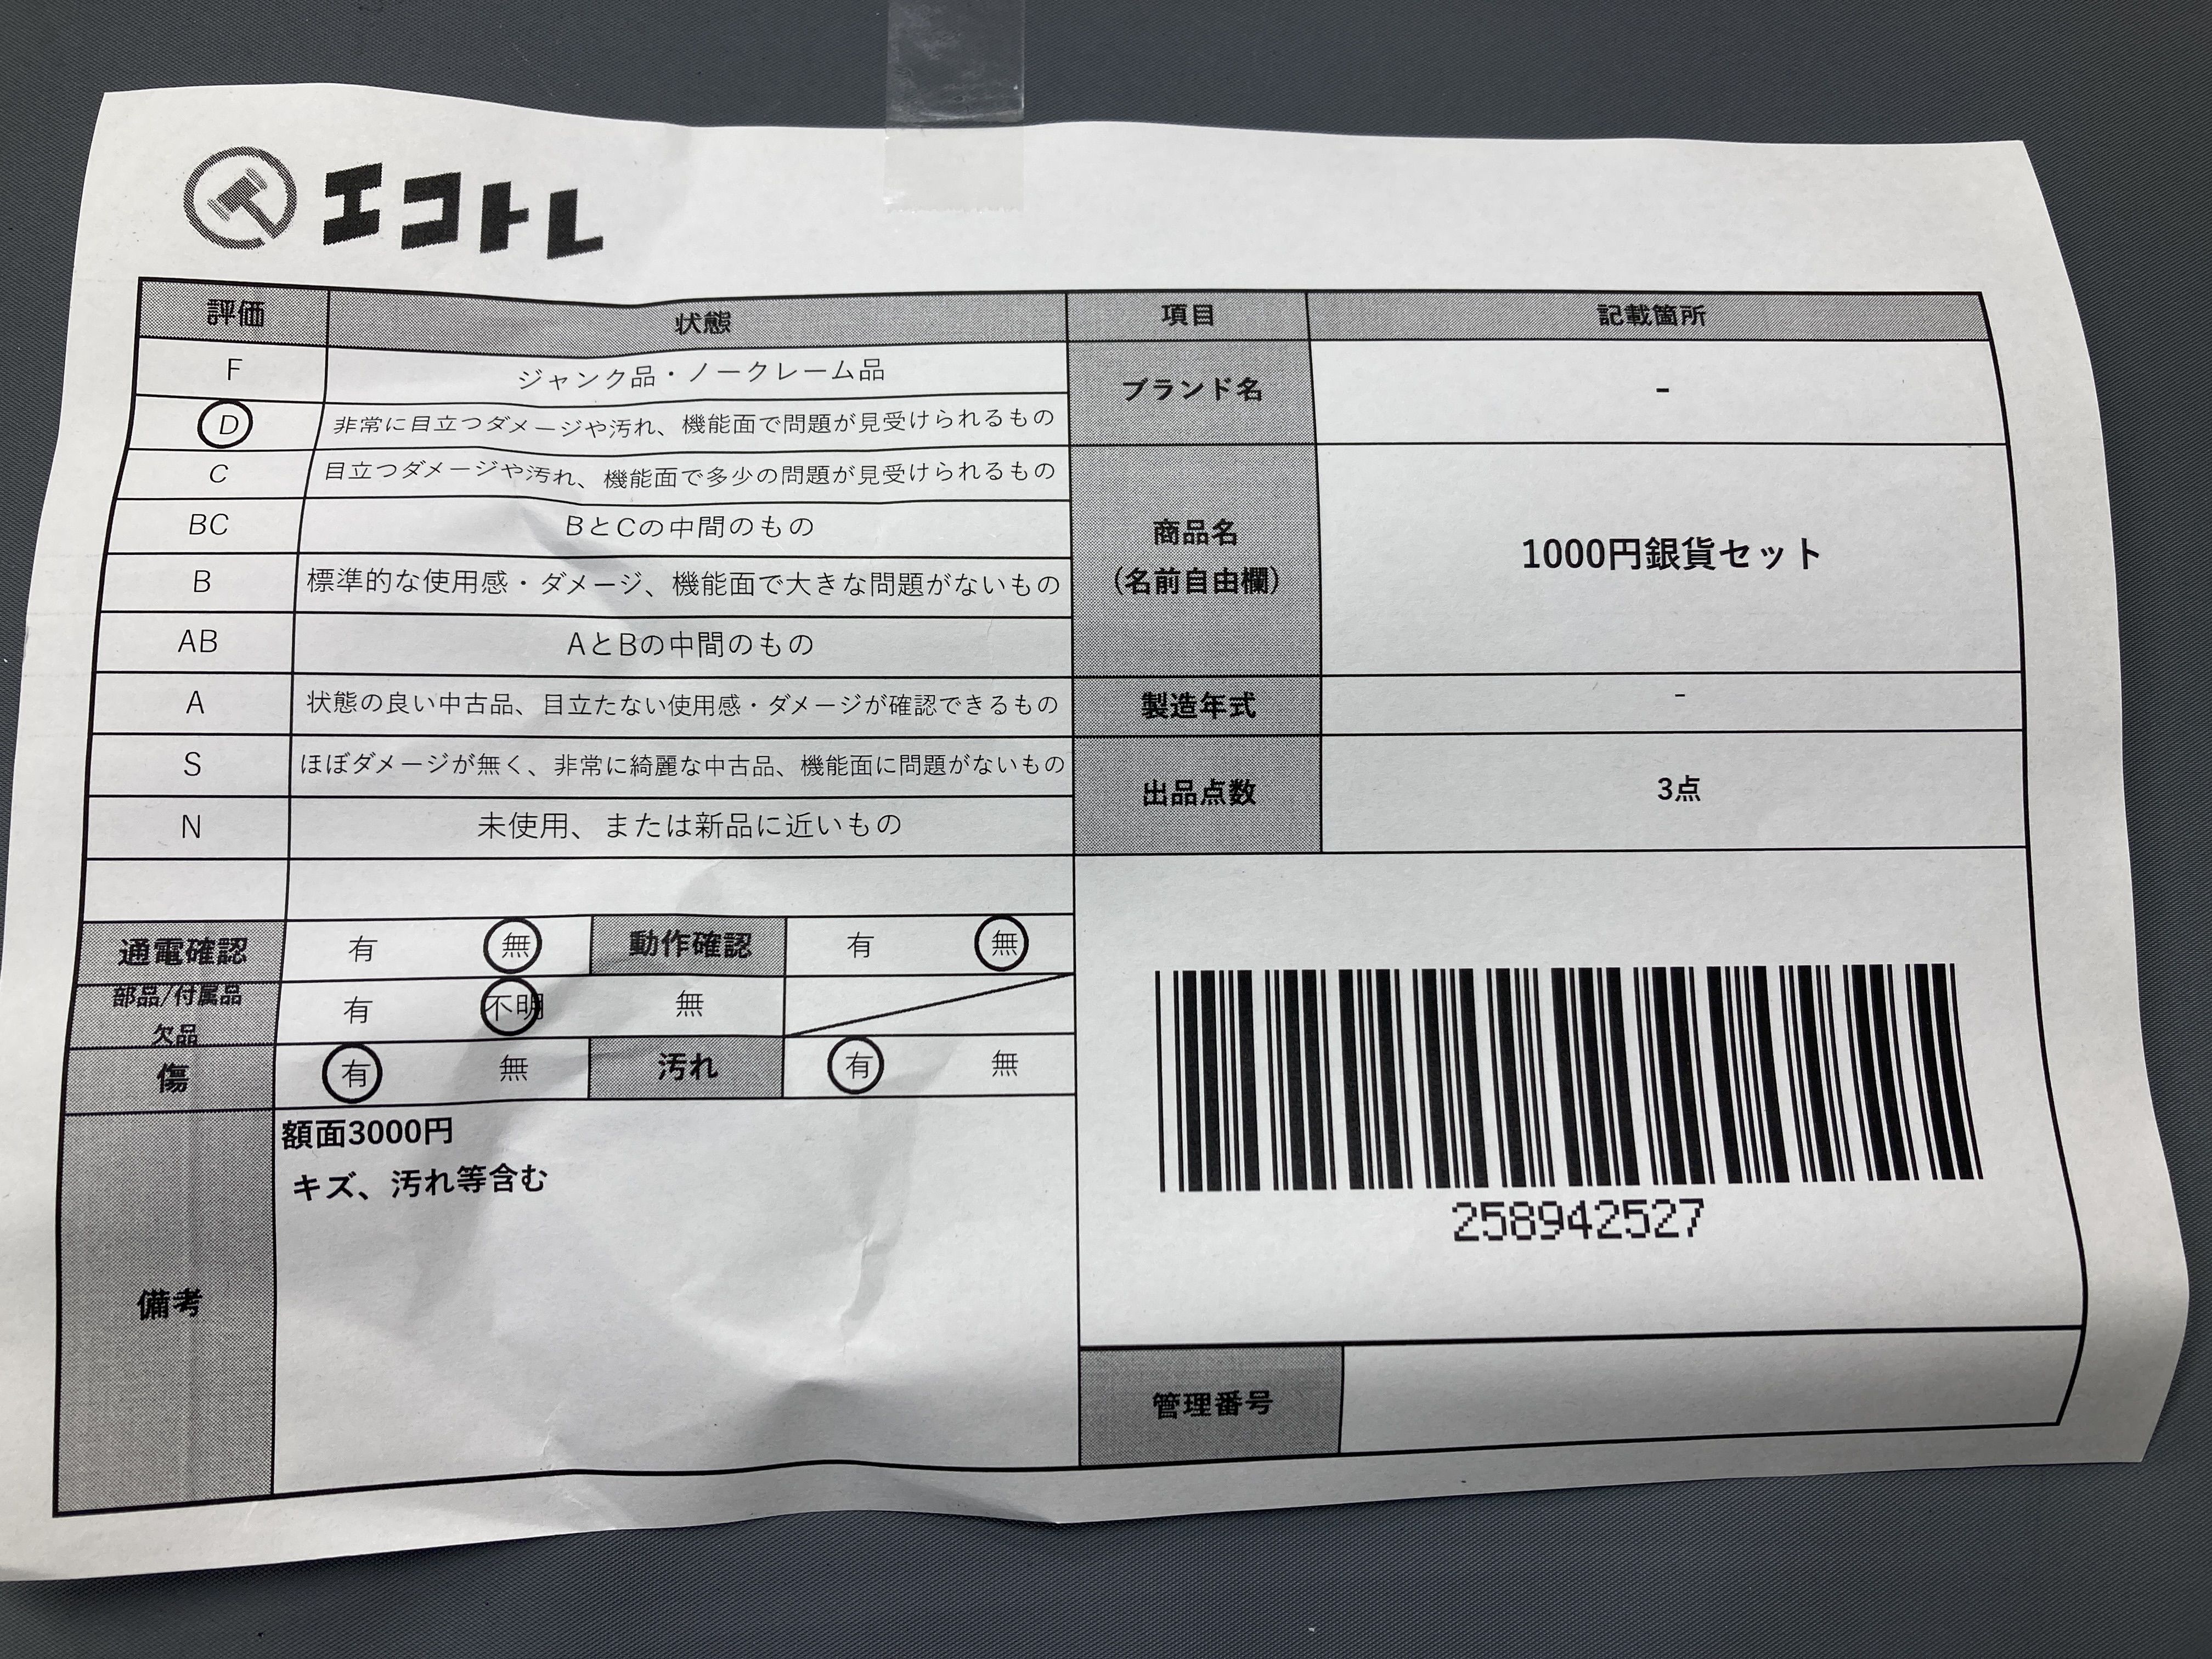 エコトレ
評価 状態 項目 記載箇所
F ジャンク品・ノークレーム品
D 非常に目立つダメージや汚れ、機能面で問題が見受けられるもの
C 目立つダメージや汚れ、機能面で多少の問題が見受けられるもの
BC BとCの中間のもの
B 標準的な使用感・ダメージ、機能面で大きな問題がないもの
AB AとBの中間のもの
A 状態の良い中古品、目立たない使用感・ダメージが確認できるもの
S ほぼダメージが無く、非常に綺麗な中古品、機能面に問題がないもの
N 未使用、または新品に近いもの
通電確認 有 無 動作確認 有 無
部品/付属品
欠品 有 不明 無
傷 有 無 汚れ 有 無
備考
額面3000円
キズ、汚れ等含む
ブランド名 -
商品名
(名前自由欄)
1000円銀貨セット
製造年式 -
出品点数 3点
258942527
管理番号